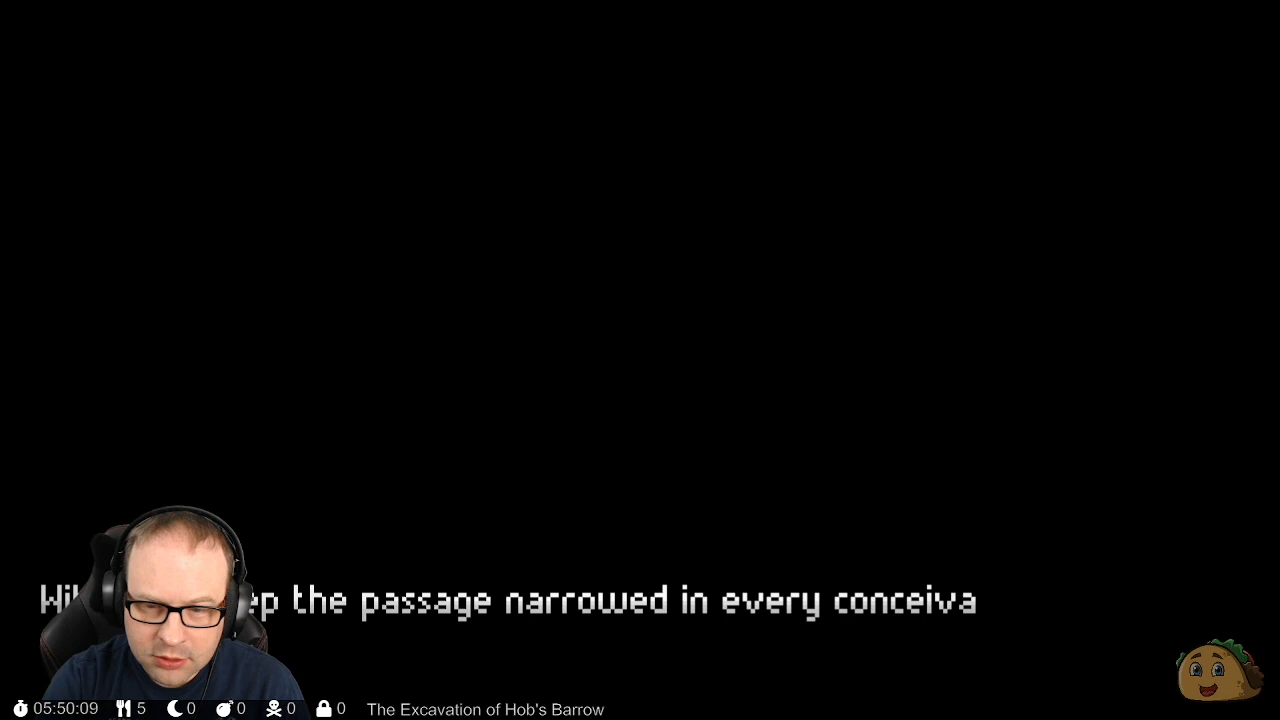 ep the passage narrowed in every conceiva
05:50:09 5 0 0 0 0 The Excavation of Hob's Barrow